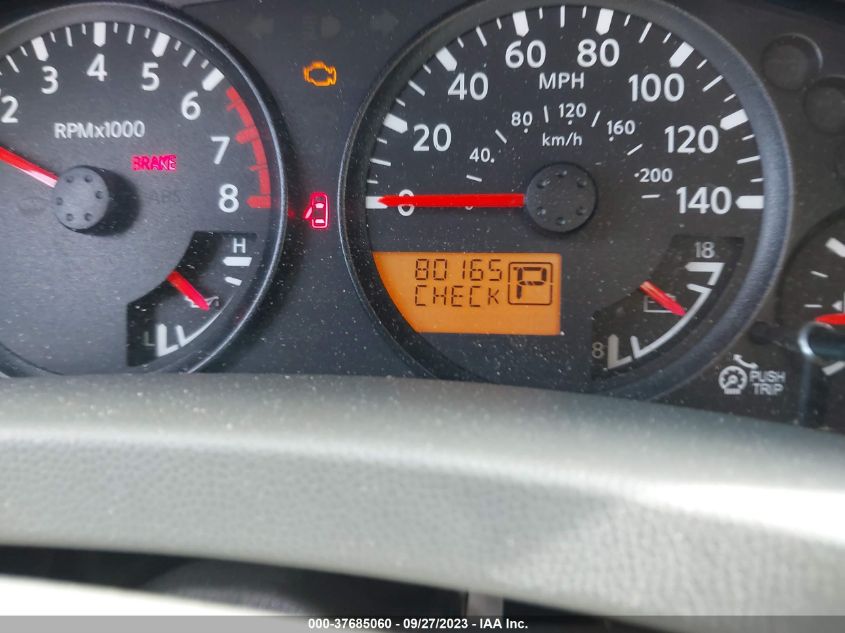 2 3 4 5 6 7 8
RPMx1000
BRAKE
ABS
H
L
0 20 40 60 80 100 120 140
MPH
40 80 120 160 200
km/h
80165
CHECK
P
18
8
PUSH
TRIP
000-37685060 - 09/27/2023 - IAA Inc.